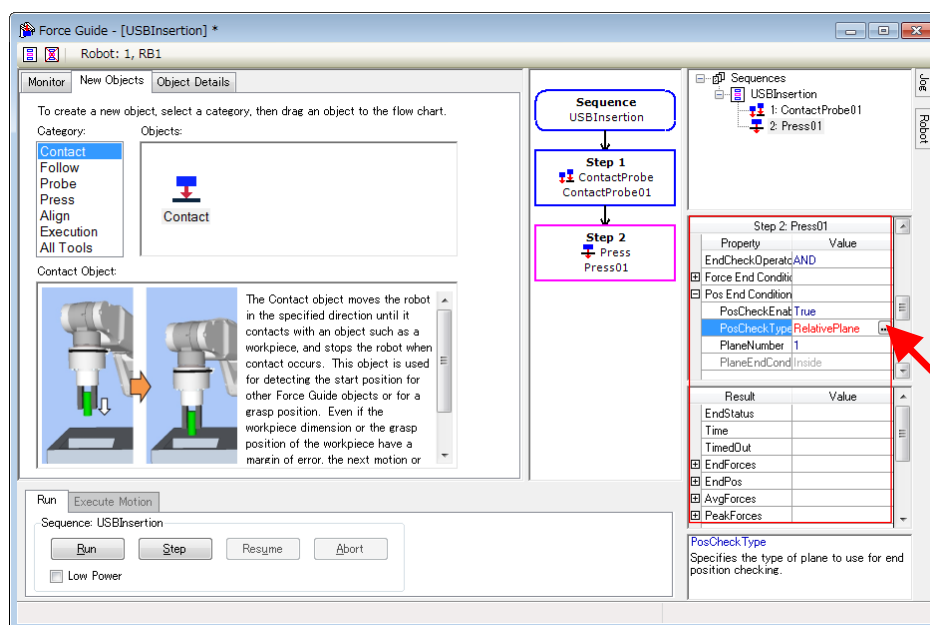 Force Guide - [USBInsertion] *
Robot: 1, RB1
Monitor New Objects Object Details
To create a new object, select a category, then drag an object to the flow chart.
Category: Objects:
Contact
Follow
Probe
Press
Align
Execution
All Tools
Contact
Contact Object:
The Contact object moves the robot
in the specified direction until it
contacts with an object such as a
workpiece, and stops the robot when
contact occurs. This object is used
for detecting the start position for
other Force Guide objects or for a
grasp position. Even if the
workpiece dimension or the grasp
position of the workpiece have a
margin of error, the next motion or
Sequence
USBInsertion
Step 1
ContactProbe
ContactProbe01
Step 2
Press
Press01
Sequences
USBInsertion
1: ContactProbe01
2: Press01
Jog
Robot
Step 2: Press01
Property Value
EndCheckOperato AND
Force End Conditio
Pos End Condition
PosCheckEnab True
PosCheckType RelativePlane ...
PlaneNumber 1
PlaneEndCond Inside
Result Value
EndStatus
Time
TimedOut
EndForces
EndPos
AvgForces
PeakForces
PosCheckType
Specifies the type of plane to use for end
position checking.
Run Execute Motion
Sequence: USBInsertion
Run Step Resume Abort
Low Power